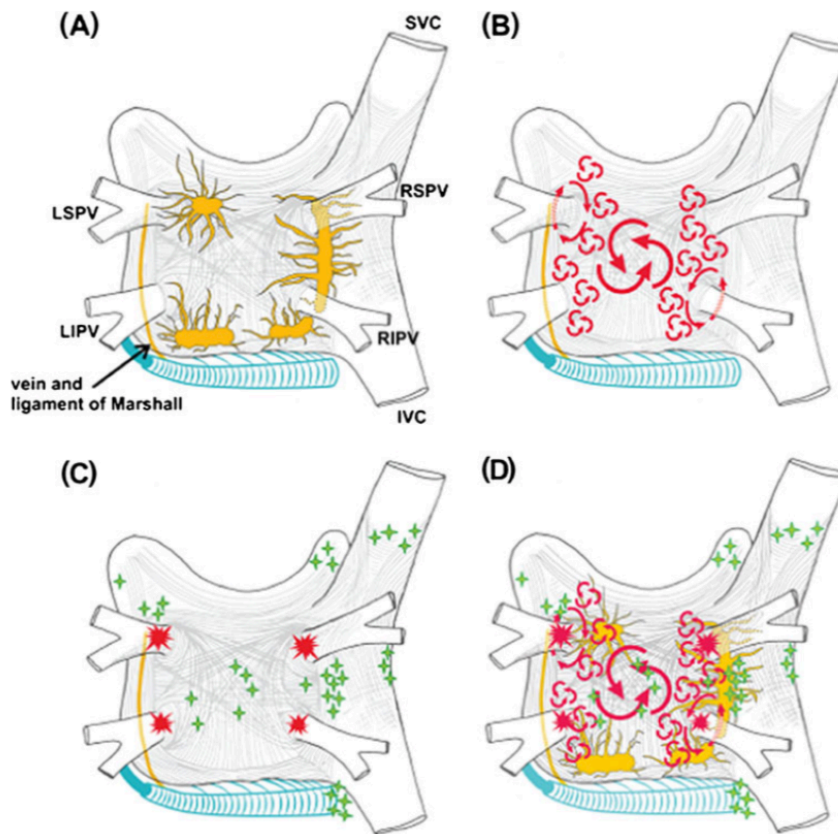 (A)
SVC
(B)
LSPV
RSPV
LIPV
RIPV
vein and
ligament of Marshall
IVC
(C)
(D)